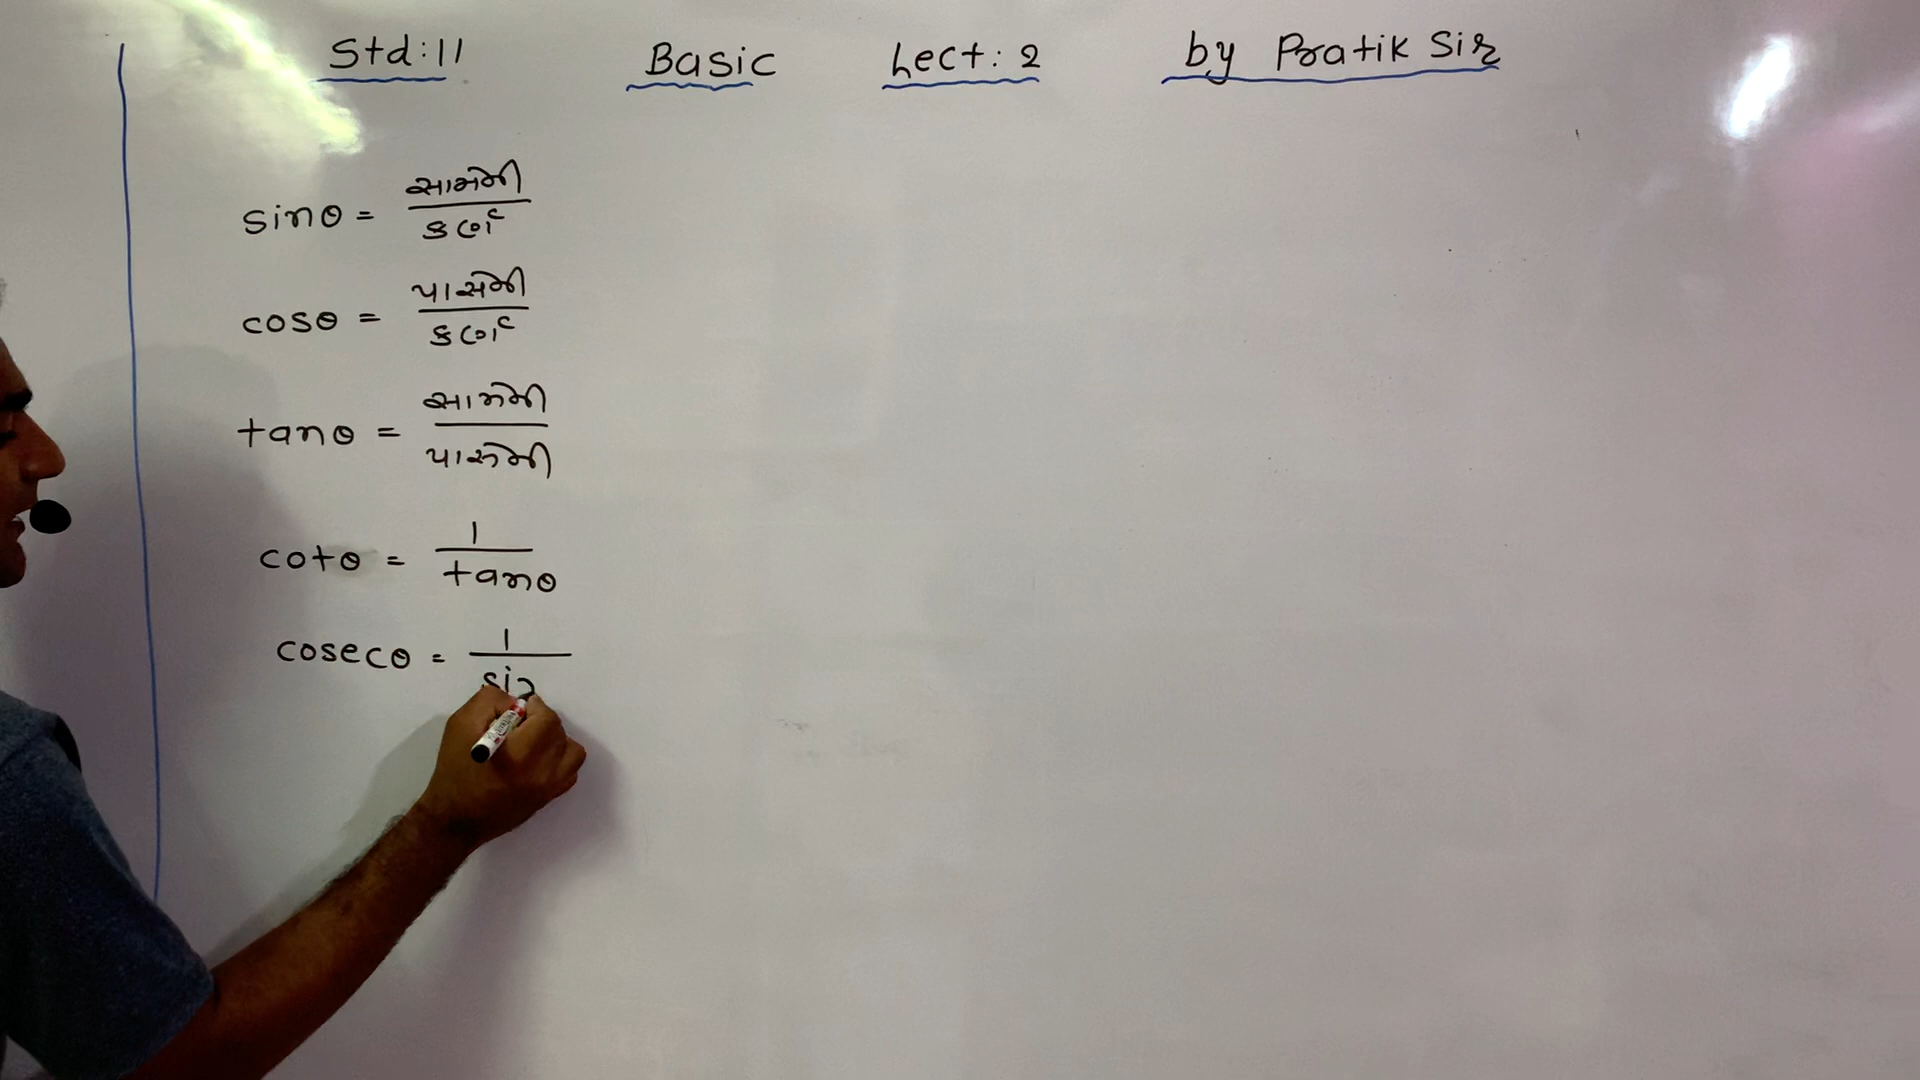 Std:11 Basic Lect:2 by Pratik Sir
sinθ = સામેની / કર્ણ
cosθ = પાસેની / કર્ણ
tanθ = સામેની / પાસેની
cotθ = 1 / tanθ
cosecθ = 1 / sin